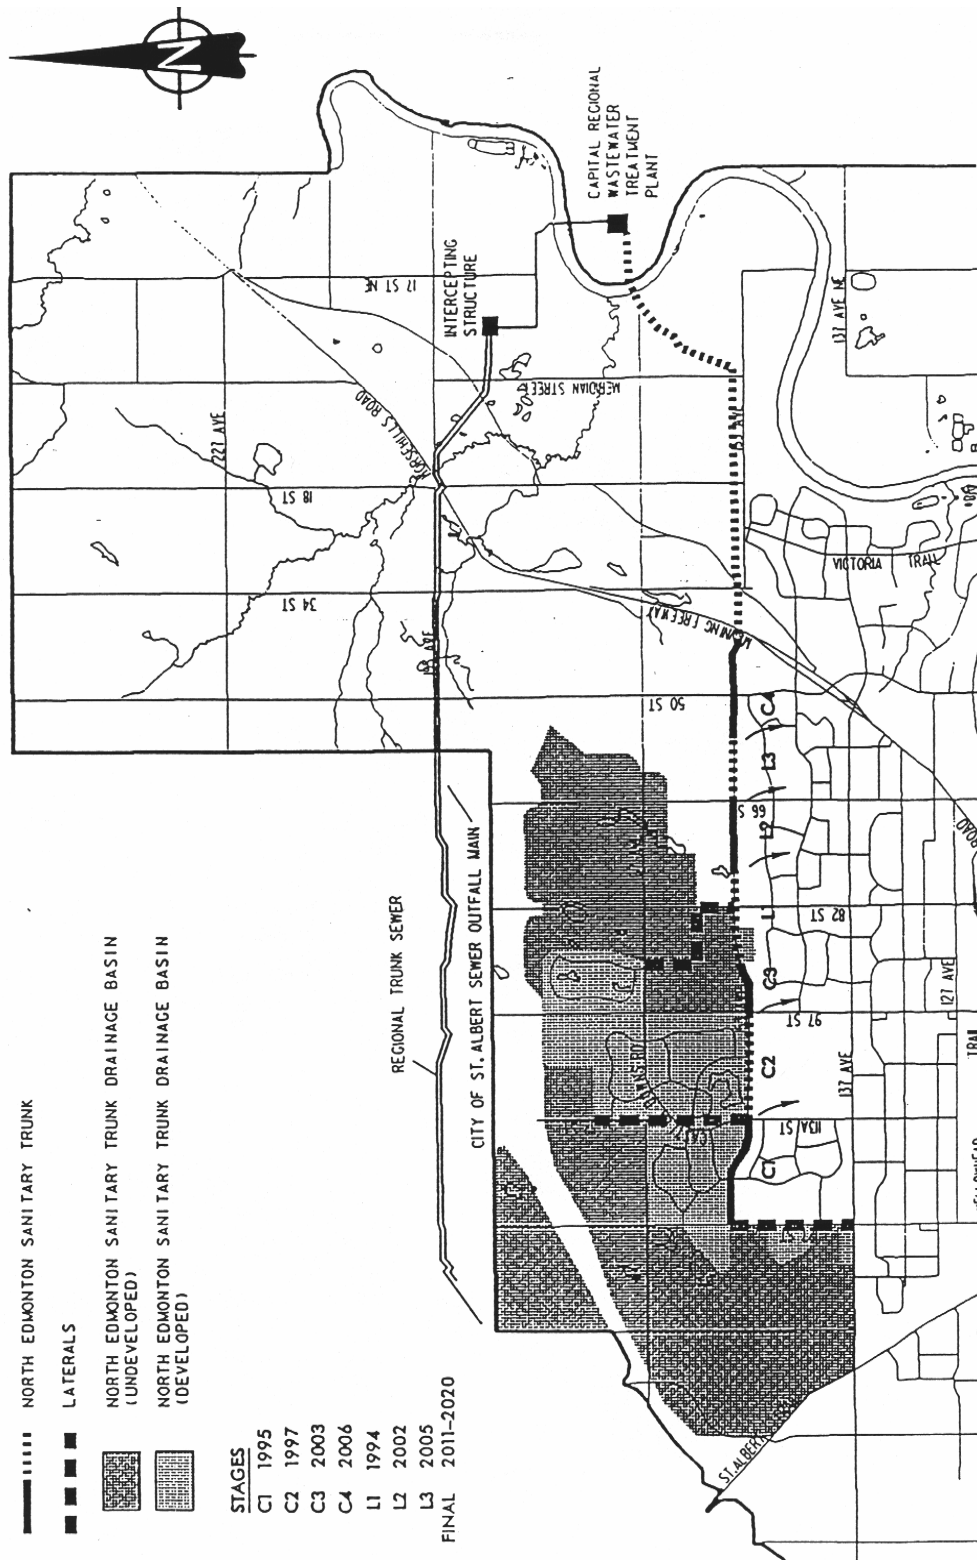 N
NORTH EDMONTON SANITARY TRUNK
LATERALS
NORTH EDMONTON SANITARY TRUNK DRAINAGE BASIN
(UNDEVELOPED)
NORTH EDMONTON SANITARY TRUNK DRAINAGE BASIN
(DEVELOPED)
STAGES
C1 1995
C2 1997
C3 2003
C4 2006
L1 1994
L2 2002
L3 2005
FINAL 2011-2020
REGIONAL TRUNK SEWER
CITY OF ST. ALBERT SEWER OUTFALL MAIN
INTERCEPTING
STRUCTURE
CAPITAL REGIONAL
WASTEWATER
TREATMENT
PLANT
17 ST NE
MERIDIAN STREET
HORSEHILLS ROAD
227 AVE
18 ST
34 ST
MANNING FREEWAY
50 ST
66 S
82 ST
97 ST
113A ST
ST
137 AVE
127 AVE
137 AVE NE
VICTORIA TRAIL
ST. ALBERT
ROAD
TRAI
C1
C2
C3
L1
L2
L3
C4